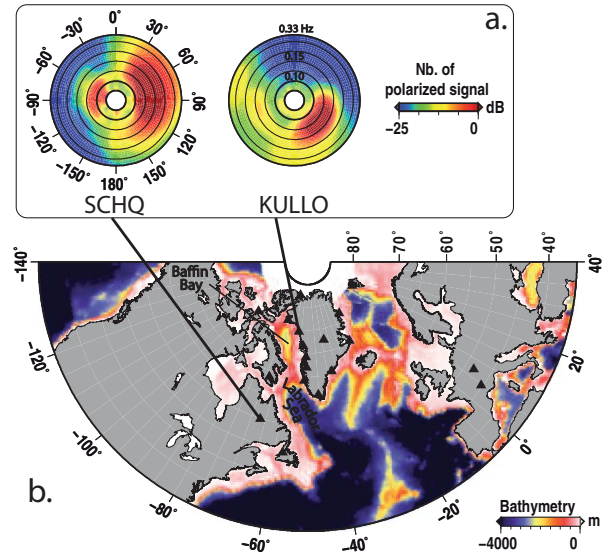 a.
0°
30°
60°
90°
120°
150°
180°
−150°
−120°
−90°
−60°
−30°
0.33 Hz
0.15
0.10
Nb. of
polarized signal
dB
−25
0
SCHQ
KULLO
−140°
80°
70°
60°
50°
40°
40°
Baffin
Bay
Labrador
Sea
−120°
20°
−100°
0°
−80°
−20°
−60°
−40°
b.
Bathymetry
m
−4000
0